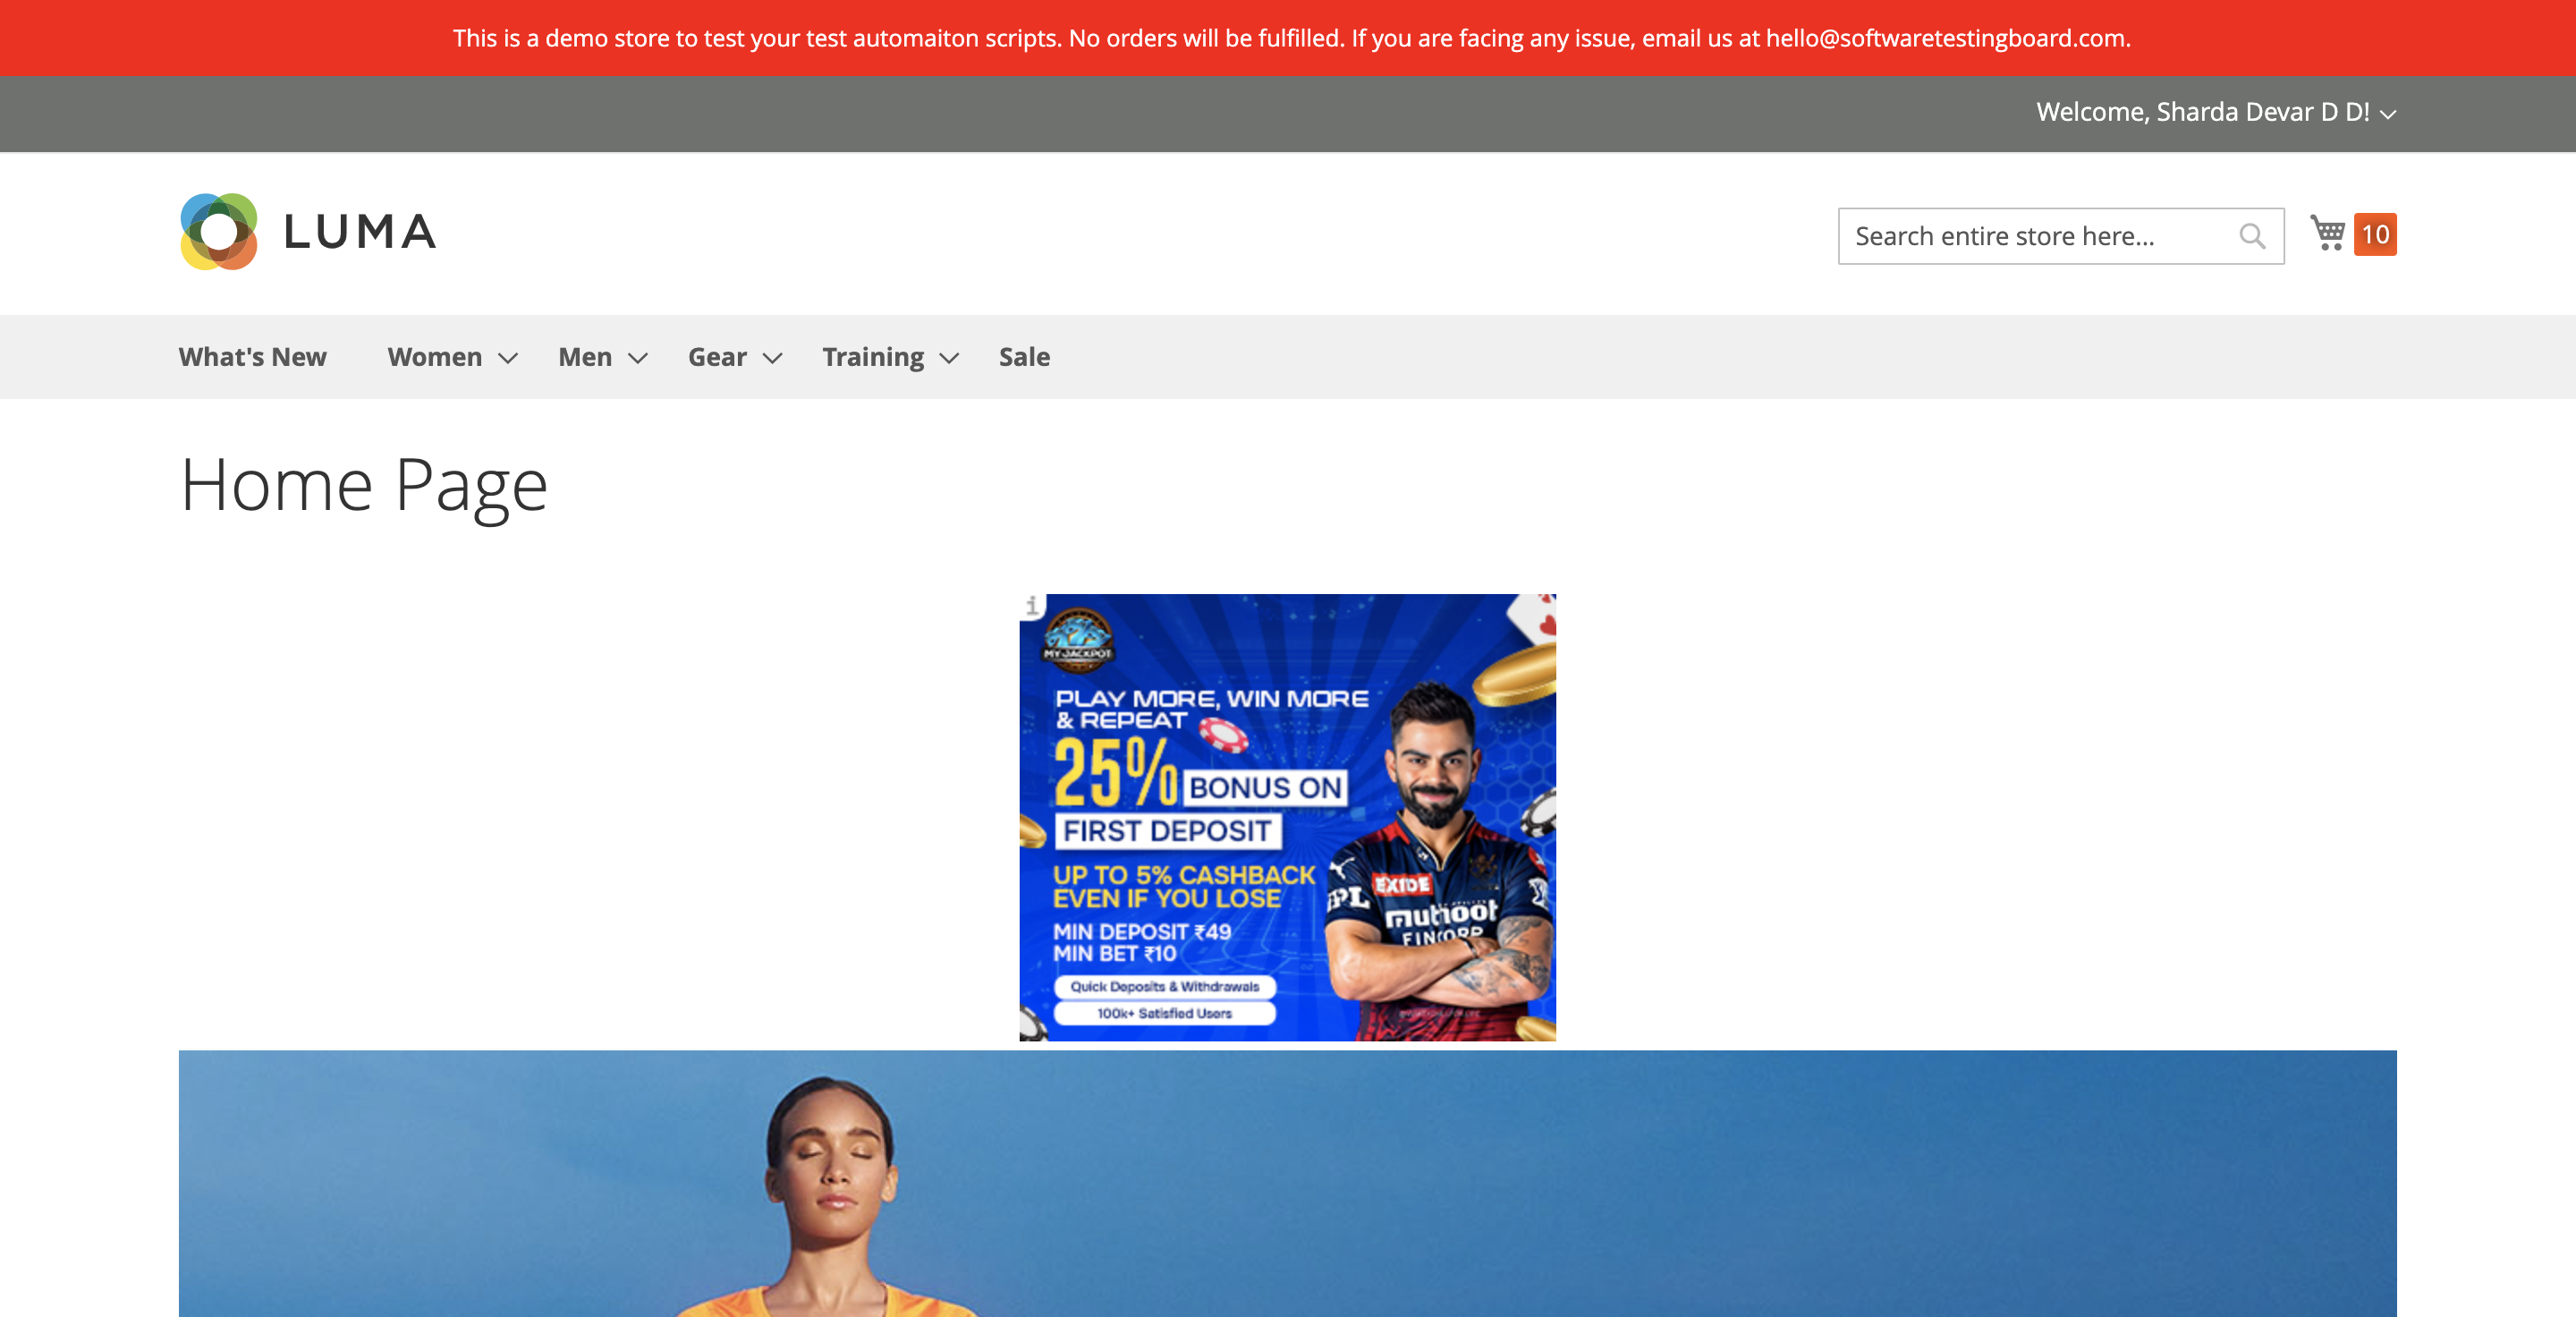 This is a demo store to test your test automaiton scripts. No orders will be fulfilled. If you are facing any issue, email us at hello@softwaretestingboard.com.
Welcome, Sharda Devar D D!
LUMA
Search entire store here...
10
What's New Women Men Gear Training Sale
Home Page
i
MY JACKPOT
PLAY MORE, WIN MORE
& REPEAT
25% BONUS ON
FIRST DEPOSIT
UP TO 5% CASHBACK
EVEN IF YOU LOSE
MIN DEPOSIT ₹49
MIN BET ₹10
Quick Deposits & Withdrawals
100k+ Satisfied Users
EXIDE
IPL
muthoot
FINCORP